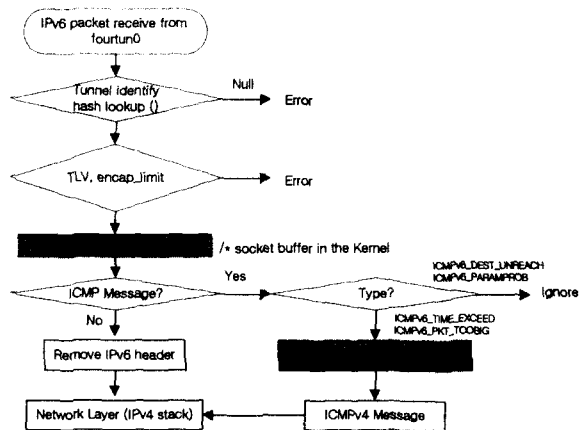 IPv6 packet receive from
fourtun0
Tunnel identify
hash lookup ()
Null
Error
TLV, encap_limit
Error
/* socket buffer in the Kernel
ICMP Message?
Yes
Type?
ICMPV6_DEST_UNREACH
ICMPV6_PARAMPROB
Ignore
No
ICMPV6_TIME_EXCEED
ICMPV6_PKT_TOOBIG
Remove IPv6 header
Network Layer (IPv4 stack)
ICMPv4 Message